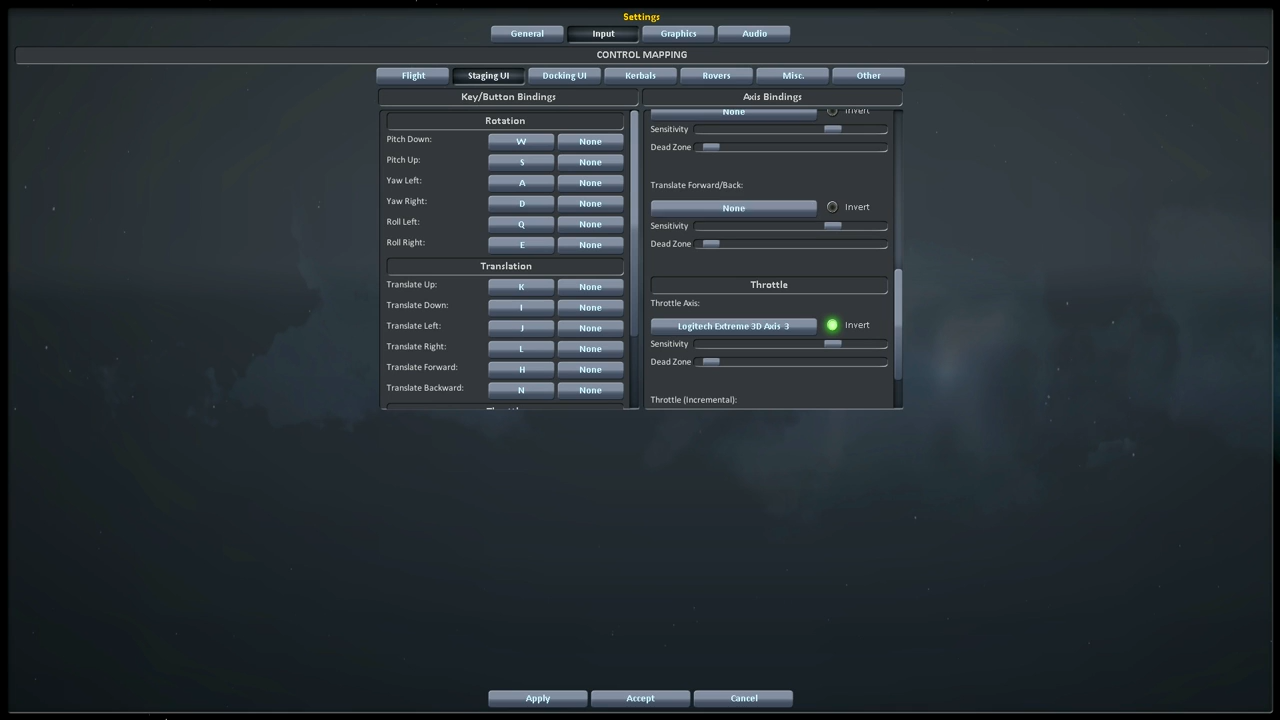 Settings
General Input Graphics Audio
CONTROL MAPPING
Flight Staging UI Docking UI Kerbals Rovers Misc. Other
Key/Button Bindings
Rotation
Pitch Down: W None
Pitch Up: S None
Yaw Left: A None
Yaw Right: D None
Roll Left: Q None
Roll Right: E None
Translation
Translate Up: K None
Translate Down: I None
Translate Left: J None
Translate Right: L None
Translate Forward: H None
Translate Backward: N None
Axis Bindings
None Invert
Sensitivity
Dead Zone
Translate Forward/Back:
None Invert
Sensitivity
Dead Zone
Throttle
Throttle Axis:
Logitech Extreme 3D Axis 3 Invert
Sensitivity
Dead Zone
Throttle (Incremental):
Apply Accept Cancel